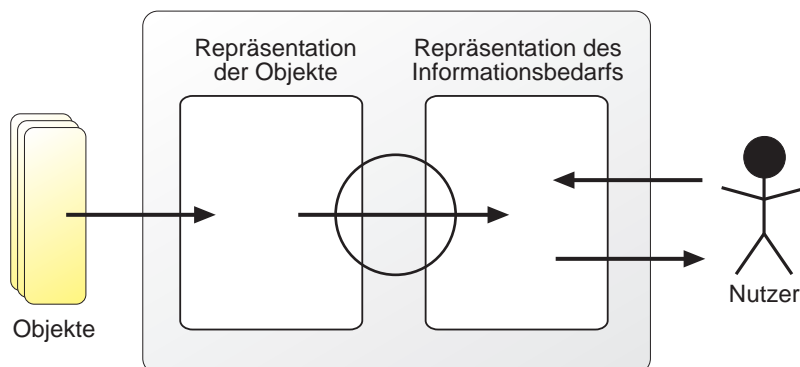 Repräsentation
der Objekte
Repräsentation des
Informationsbedarfs
Objekte
Nutzer